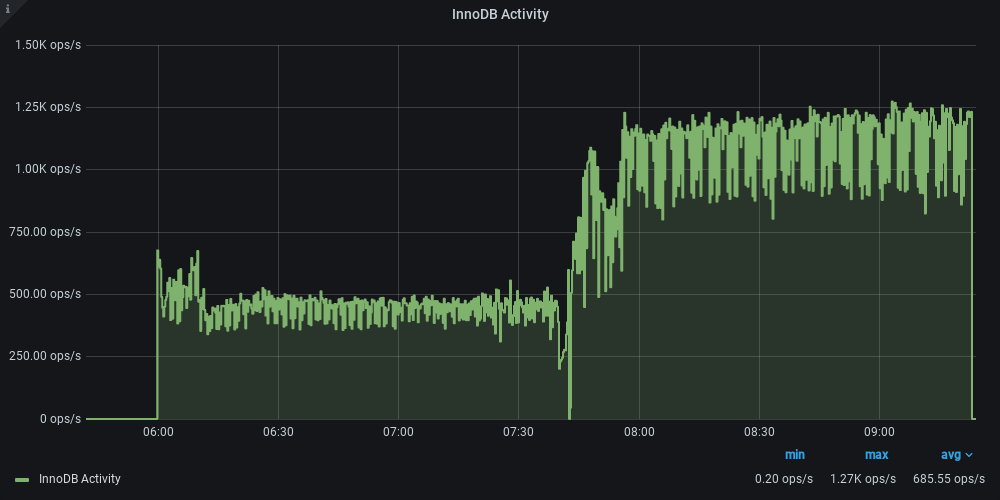 i
InnoDB Activity
1.50K ops/s
1.25K ops/s
1.00K ops/s
750.00 ops/s
500.00 ops/s
250.00 ops/s
0 ops/s
06:00 06:30 07:00 07:30 08:00 08:30 09:00
min max avg
InnoDB Activity 0.20 ops/s 1.27K ops/s 685.55 ops/s